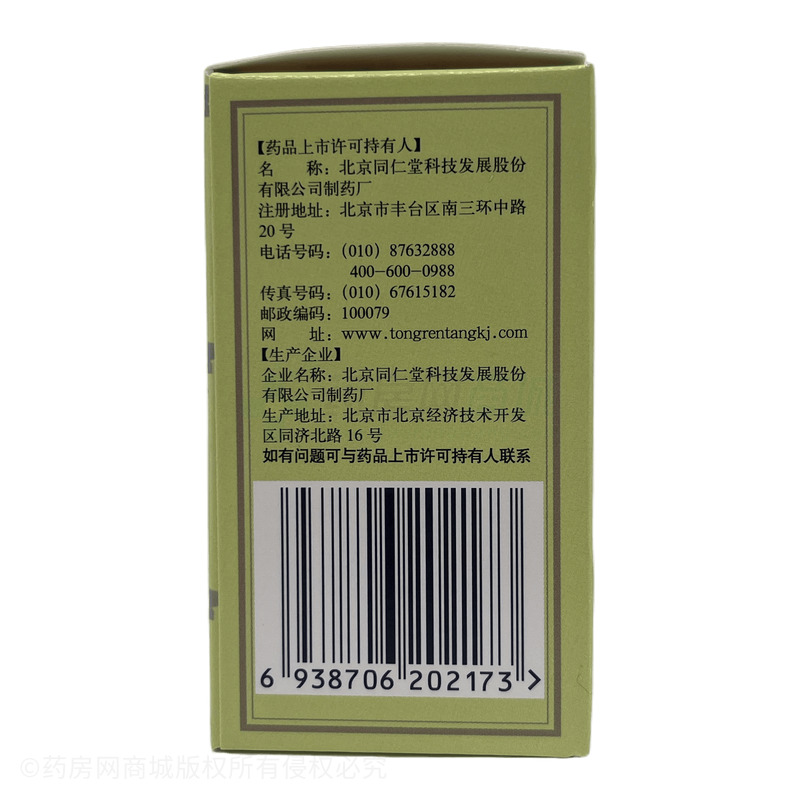 【药品上市许可持有人】
名 称：北京同仁堂科技发展股份
有限公司制药厂
注册地址：北京市丰台区南三环中路
20 号
电话号码：(010) 87632888
400-600-0988
传真号码：(010) 67615182
邮政编码：100079
网 址：www.tongrentangkj.com
【生产企业】
企业名称：北京同仁堂科技发展股份
有限公司制药厂
生产地址：北京市北京经济技术开发
区同济北路 16 号
如有问题可与药品上市许可持有人联系
6 938706 202173 >
©药房网商城版权所有侵权必究